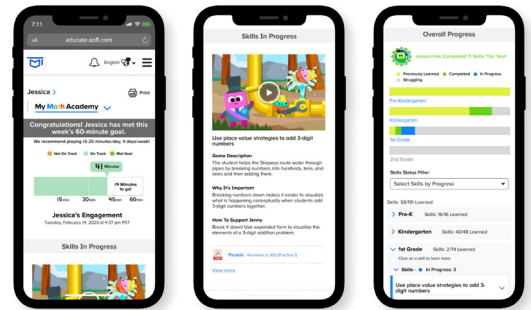 7:11
AA
educate.aofl.com
English
Jessica >
Print
My Math Academy
Congratulations! Jessica has met this
week's 60-minute goal.
We recommend playing 15-20 minutes/day, 4 days/week!
Not On Track
On Track
Met Goal
41 Minutes
19 Minutes
to go!
15min
30min
45min
60min
Jessica's Engagement
Tuesday, February 14, 2023 at 4:37 pm PST
Skills In Progress
Skills In Progress
Use place value strategies to add 3-digit
numbers
Game Description
The student helps the Shapeys route water through
pipes by breaking numbers into hundreds, tens, and
ones and then adding them.
Why It's Important
Breaking numbers down makes it easier to visualize
what is happening conceptually when students add
3-digit numbers together.
How To Support Jenny
Break it down! Use expanded form to visualize the
elements of a 3-digit addition problem.
Parade - Numbers to 100 (Practice 1)
View more
Overall Progress
Jessica Has Completed 11 Skills This Year!
Previously Learned
Completed
In Progress
Struggling
Pre-Kindergarten
Kindergarten
1st Grade
2nd Grade
Skills Status Filter:
Select Skills by Progress
Skills: 58/191 Learned
Pre-K
Skills: 16/16 Learned
Kindergarten
Skills: 40/48 Learned
1st Grade
Skills: 2/74 Learned
Click on a skill to learn more
Skills - In Progress: 3
Use place value strategies to add 3-
digit numbers